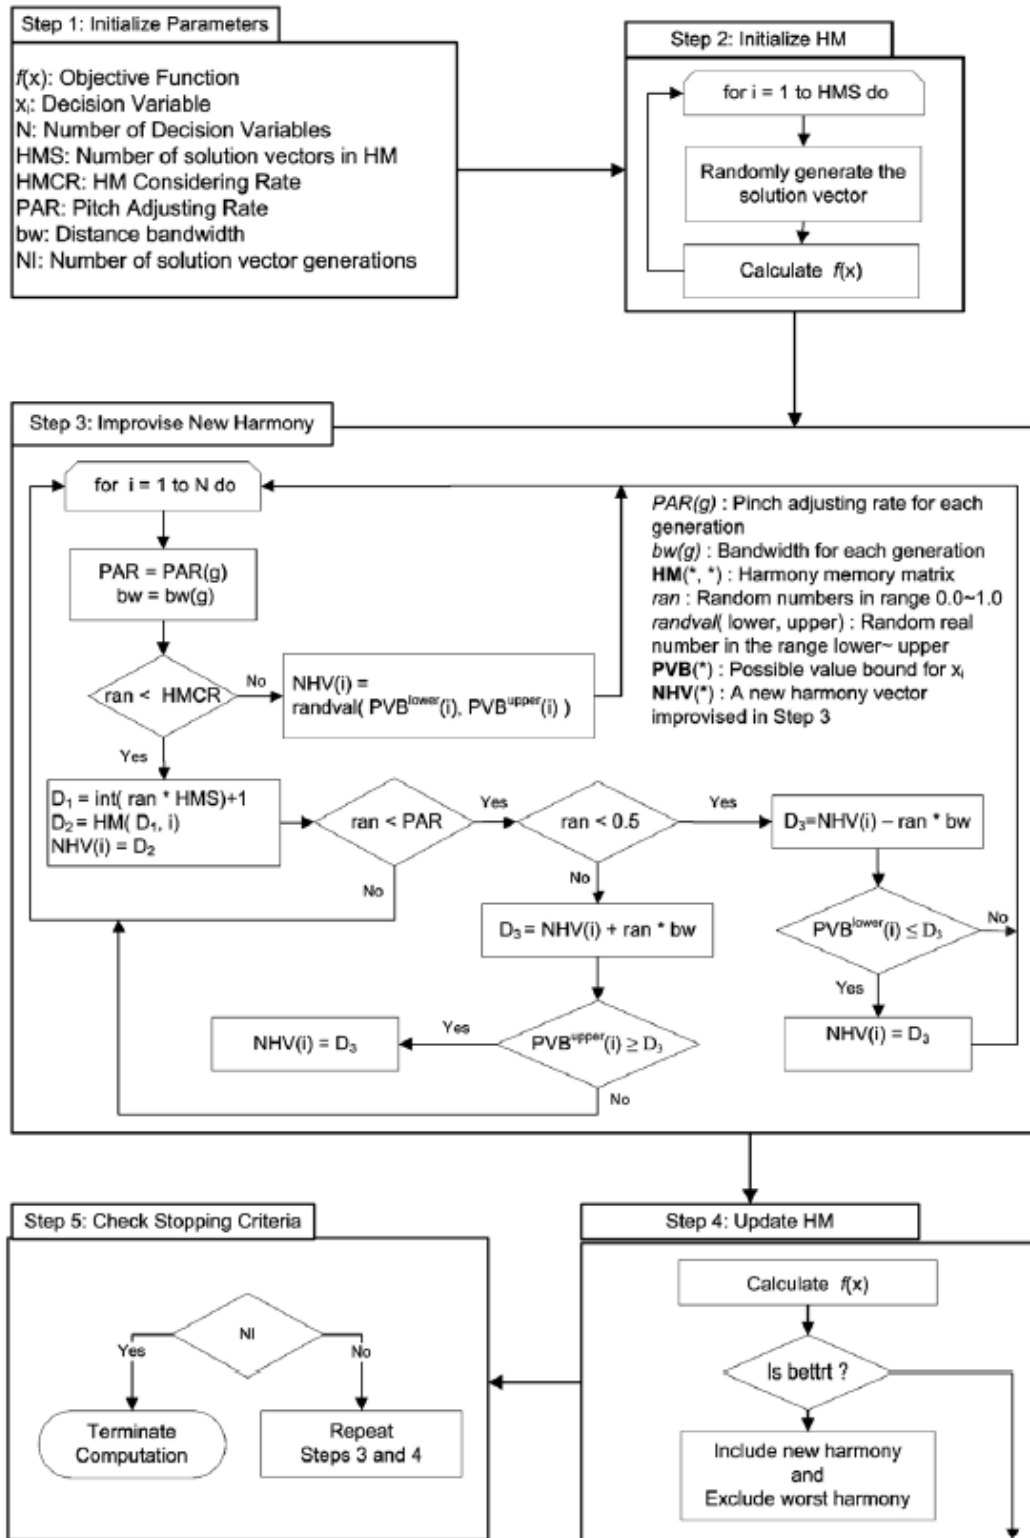 Step 1: Initialize Parameters
f(x): Objective Function
xᵢ: Decision Variable
N: Number of Decision Variables
HMS: Number of solution vectors in HM
HMCR: HM Considering Rate
PAR: Pitch Adjusting Rate
bw: Distance bandwidth
NI: Number of solution vector generations
Step 2: Initialize HM
for i = 1 to HMS do
Randomly generate the
solution vector
Calculate f(x)
Step 3: Improvise New Harmony
for i = 1 to N do
PAR = PAR(g)
bw = bw(g)
ran < HMCR
No
NHV(i) =
randval( PVB^lower(i), PVB^upper(i) )
PAR(g) : Pinch adjusting rate for each
generation
bw(g) : Bandwidth for each generation
HM(*, *) : Harmony memory matrix
ran : Random numbers in range 0.0~1.0
randval( lower, upper) : Random real
number in the range lower~ upper
PVB(*) : Possible value bound for xᵢ
NHV(*) : A new harmony vector
improvised in Step 3
Yes
D₁ = int( ran * HMS)+1
D₂ = HM( D₁, i)
NHV(i) = D₂
ran < PAR
Yes
No
ran < 0.5
Yes
No
D₃=NHV(i) – ran * bw
D₃ = NHV(i) + ran * bw
PVB^lower(i) ≤ D₃
No
Yes
NHV(i) = D₃
PVB^upper(i) ≥ D₃
Yes
No
NHV(i) = D₃
Step 5: Check Stopping Criteria
NI
Yes
No
Terminate
Computation
Repeat
Steps 3 and 4
Step 4: Update HM
Calculate f(x)
Is bettrt ?
Include new harmony
and
Exclude worst harmony